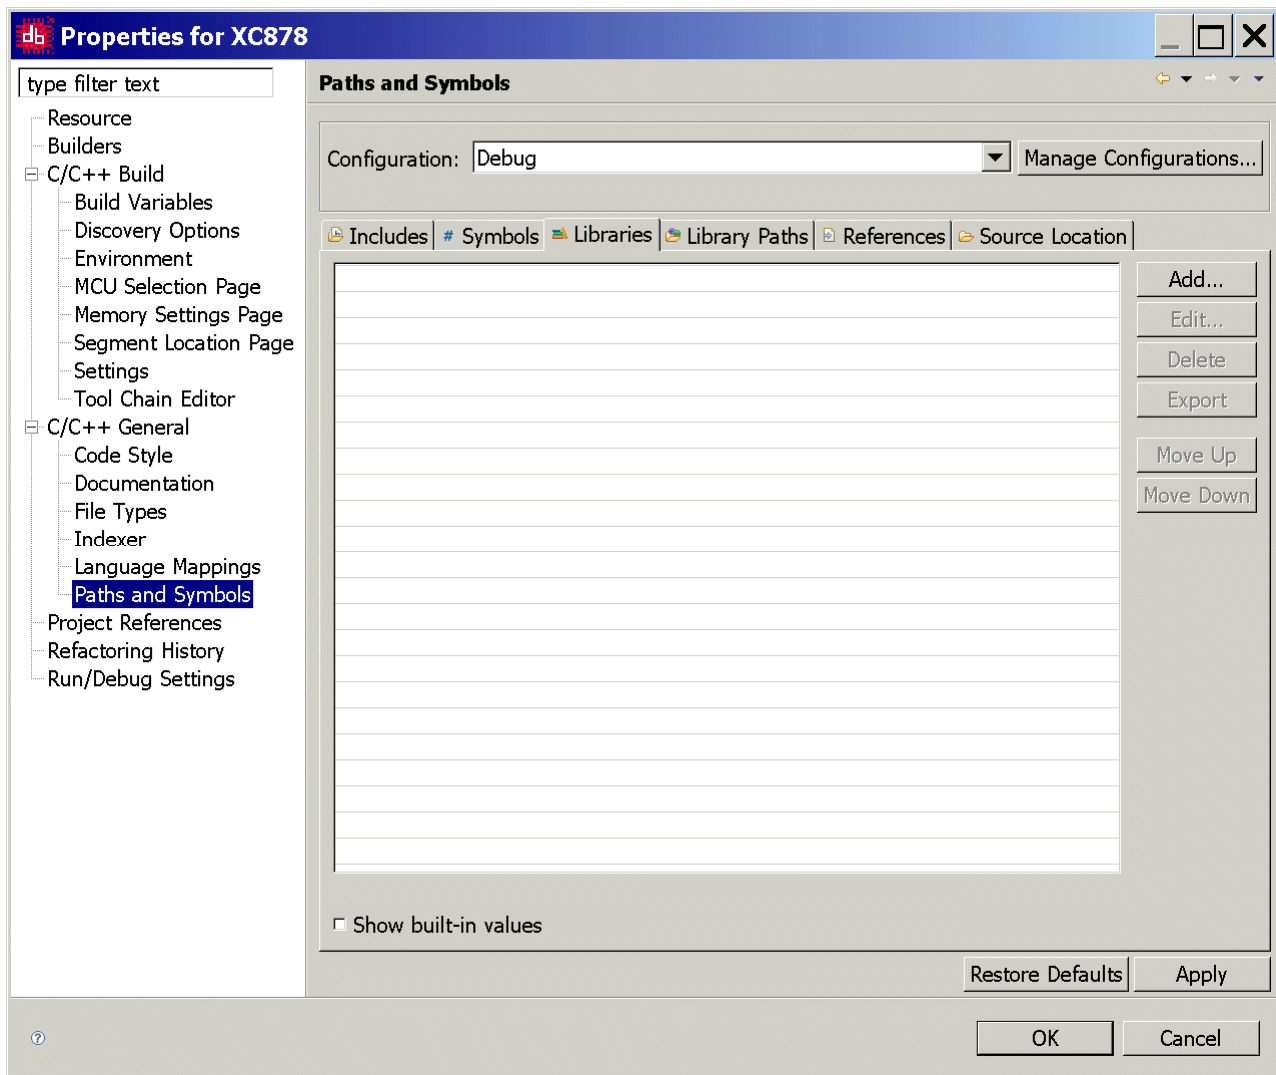 db Properties for XC878
type filter text
Resource
Builders
C/C++ Build
Build Variables
Discovery Options
Environment
MCU Selection Page
Memory Settings Page
Segment Location Page
Settings
Tool Chain Editor
C/C++ General
Code Style
Documentation
File Types
Indexer
Language Mappings
Paths and Symbols
Project References
Refactoring History
Run/Debug Settings
Paths and Symbols
Configuration: Debug Manage Configurations...
Includes # Symbols Libraries Library Paths References Source Location
Add...
Edit...
Delete
Export
Move Up
Move Down
Show built-in values
Restore Defaults Apply
? OK Cancel